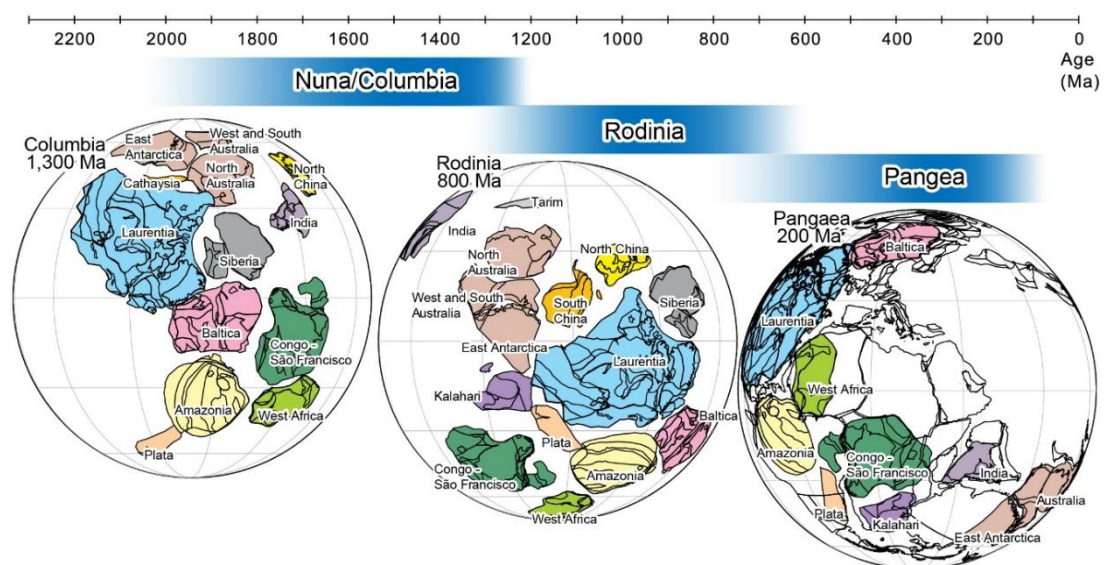 2200 2000 1800 1600 1400 1200 1000 800 600 400 200 0
Age
(Ma)
Nuna/Columbia
Rodinia
Pangea
Columbia
1,300 Ma
East
Antarctica
West and South
Australia
North
Australia
North
China
Cathaysia
India
Laurentia
Siberia
Baltica
Congo -
São Francisco
Amazonia
West Africa
Plata
Rodinia
800 Ma
Tarim
India
North
Australia
North China
West and South
Australia
South
China
Siberia
East Antarctica
Laurentia
Kalahari
Baltica
Plata
Congo -
São Francisco
Amazonia
West Africa
Pangaea
200 Ma
Baltica
Laurentia
West Africa
Amazonia
Congo -
São Francisco
India
Plata
Kalahari
Australia
East Antarctica